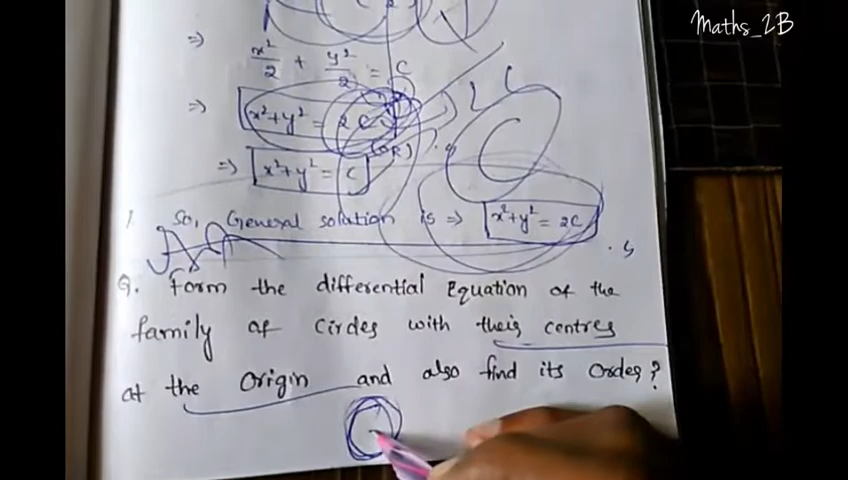 Maths_2B
⇒ x²/2 + y²/2 = C
⇒ x²+y² = 2C
(OR)
⇒ x²+y² = C
So, General solution is ⇒ x²+y² = 2C
Q. Form the differential Equation of the
family of circles with their centres
at the Origin and also find its Order?